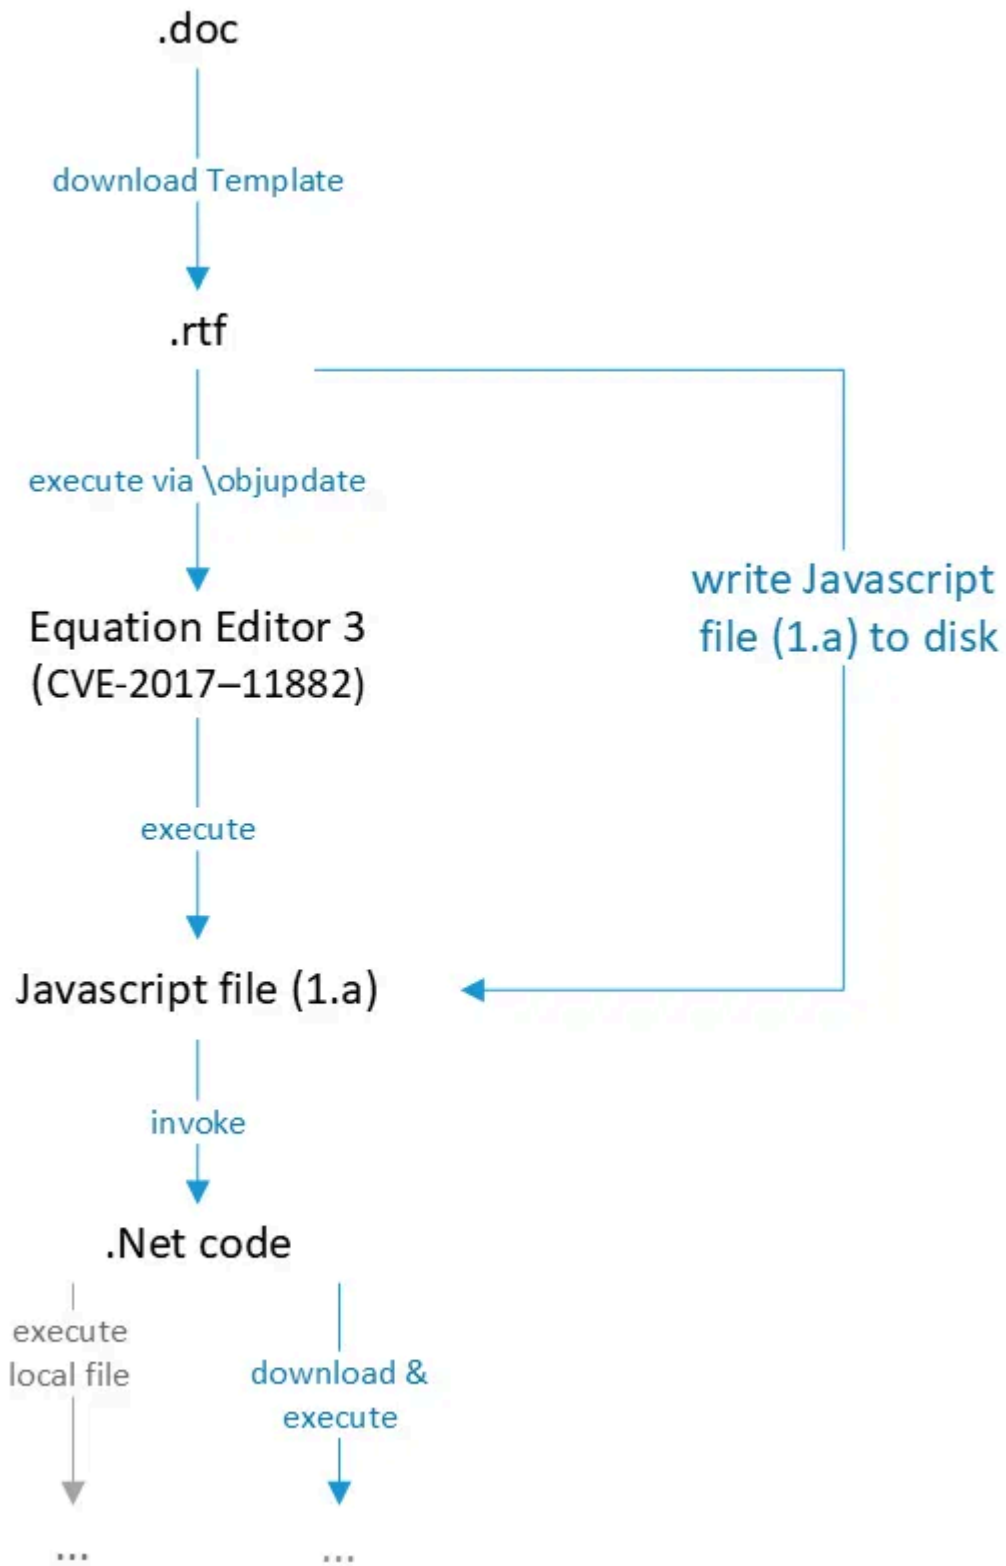 .doc
download Template
.rtf
execute via \objupdate
write Javascript
file (1.a) to disk
Equation Editor 3
(CVE-2017–11882)
execute
Javascript file (1.a)
invoke
.Net code
execute
local file
download &
execute
...
...